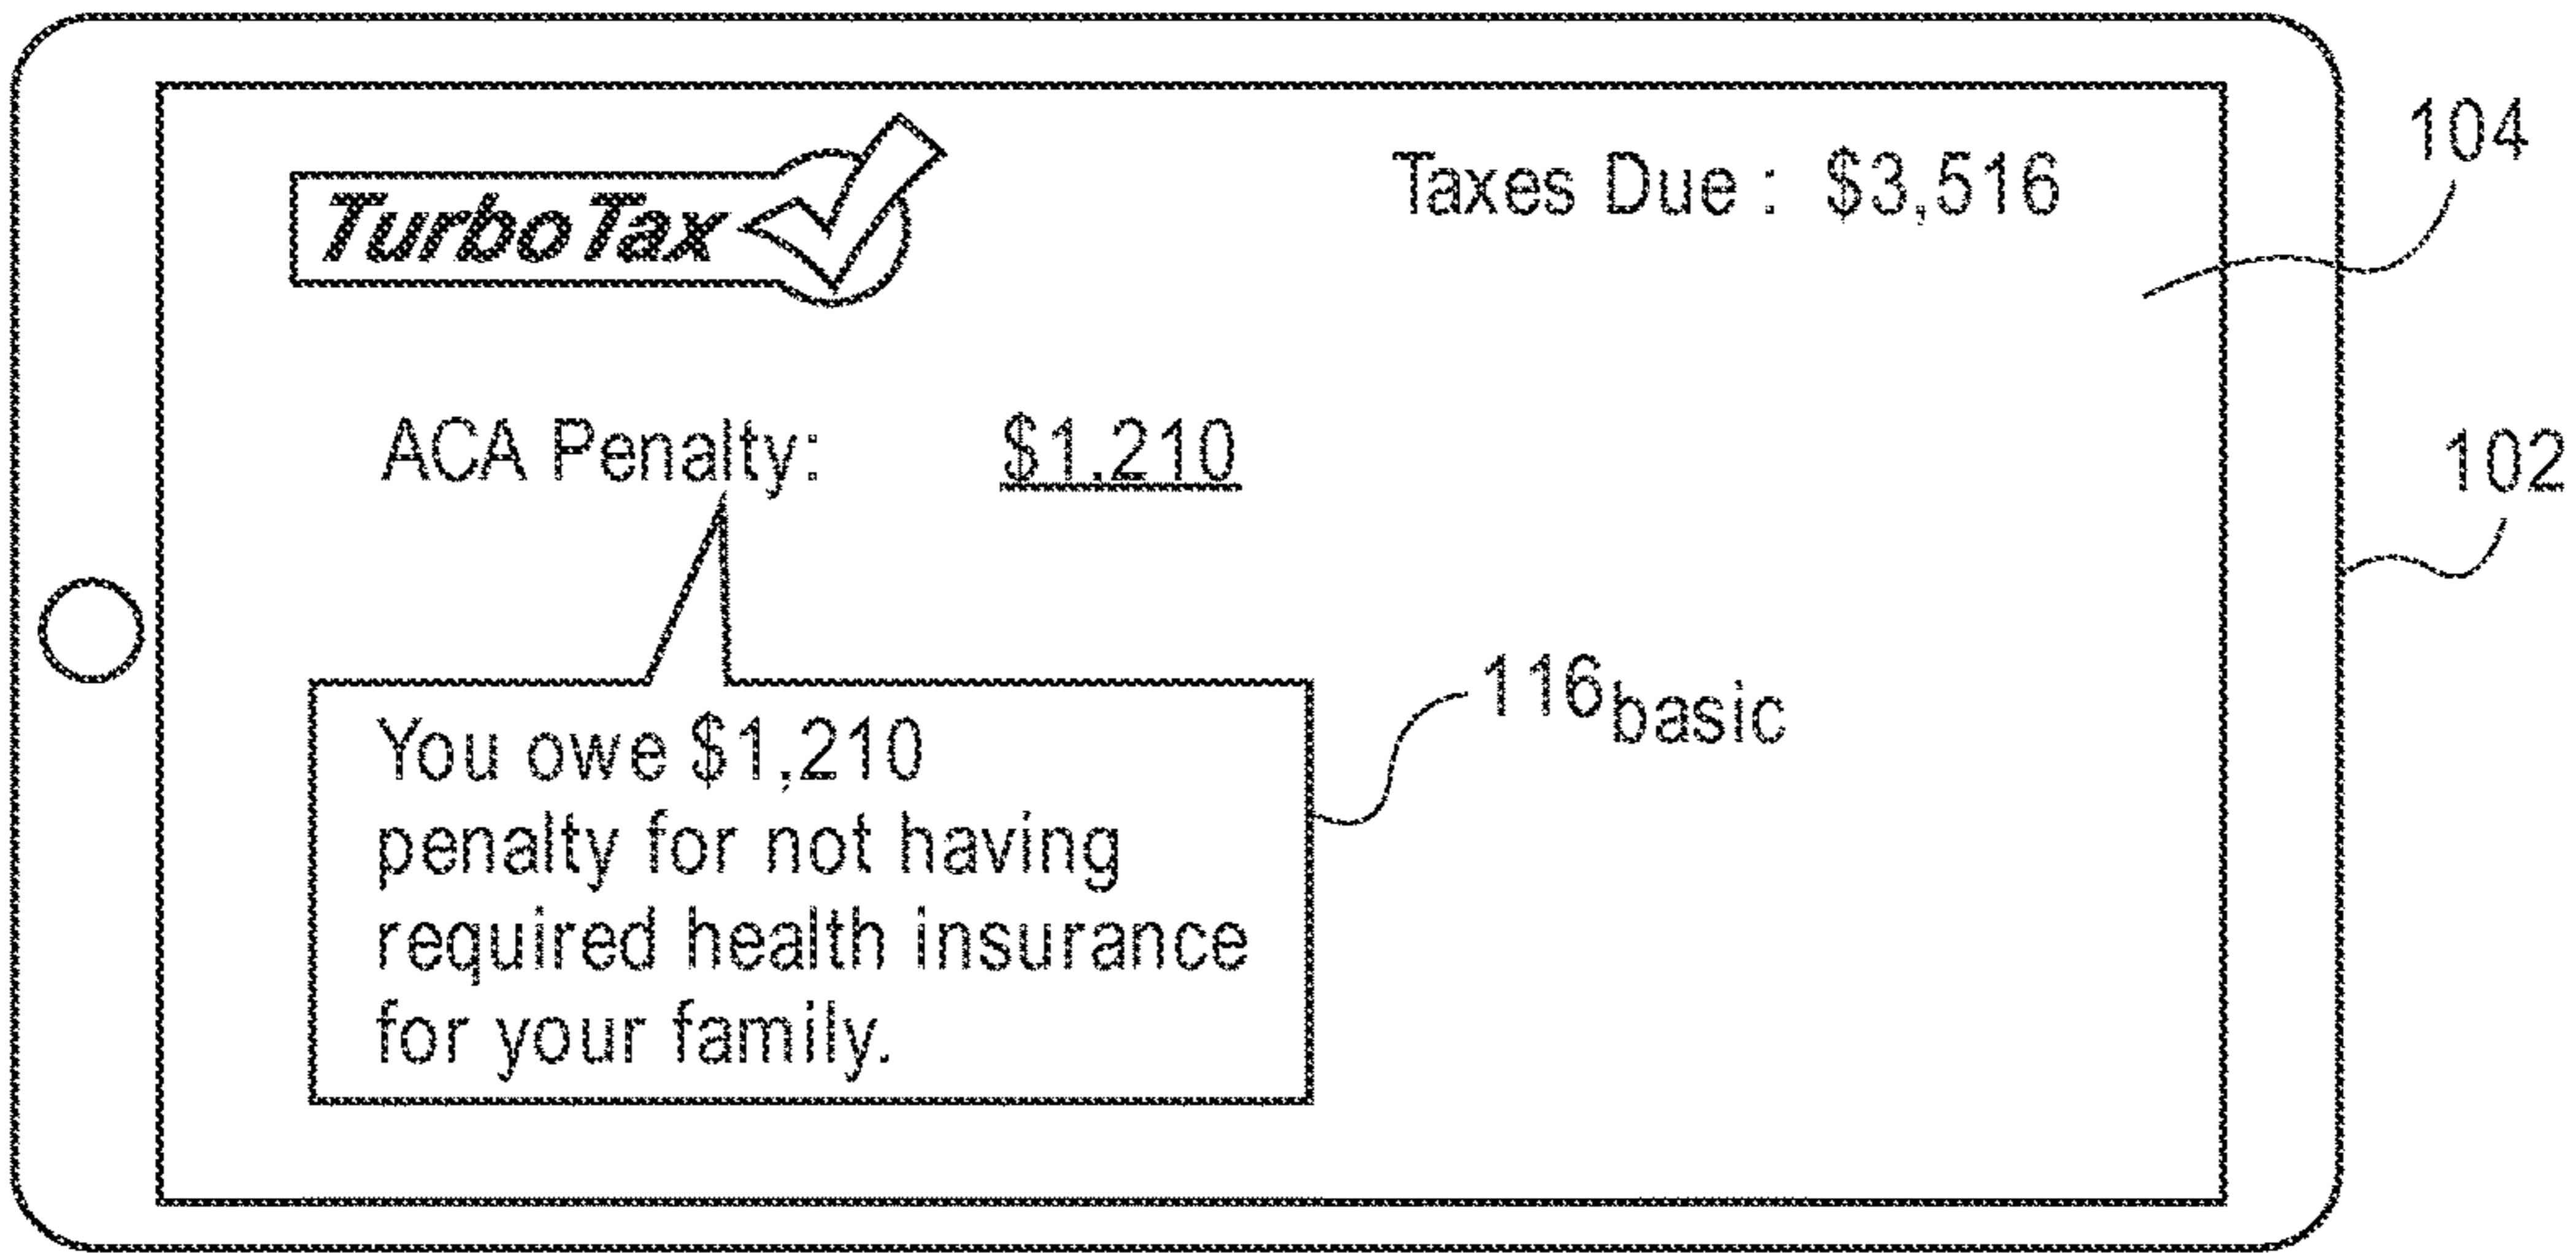 TurboTax
Taxes Due : $3,516
104
ACA Penalty: $1,210
102
116basic
You owe $1,210
penalty for not having
required health insurance
for your family.